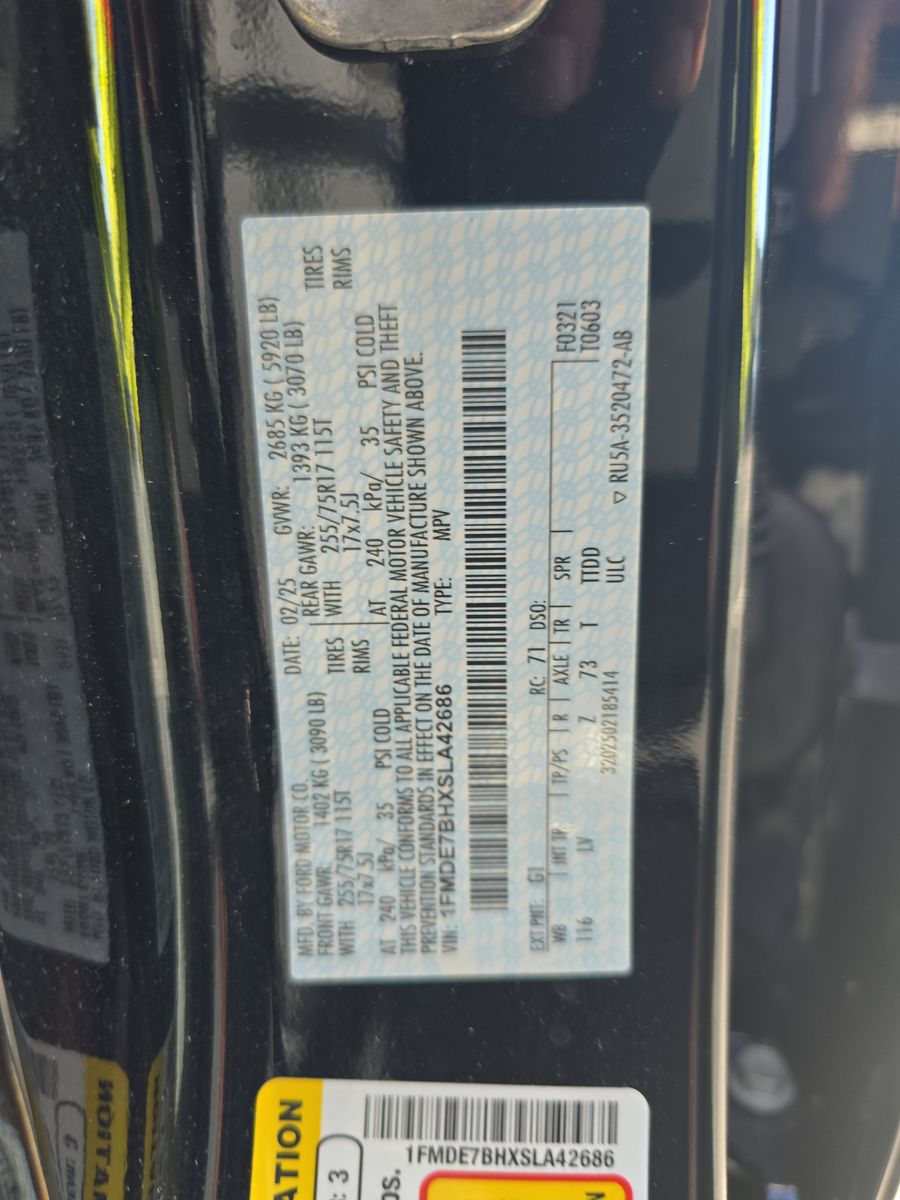 MFD. BY FORD MOTOR CO.
DATE: 02/25 GVWR: 2685 KG ( 5920 LB)
FRONT GAWR: 1402 KG ( 3090 LB) REAR GAWR: 1393 KG ( 3070 LB)
WITH 255/75R17 115T TIRES WITH 255/75R17 115T TIRES
17x7.5J RIMS 17x7.5J RIMS
AT 240 kPa/ 35 PSI COLD AT 240 kPa/ 35 PSI COLD
THIS VEHICLE CONFORMS TO ALL APPLICABLE FEDERAL MOTOR VEHICLE SAFETY AND THEFT
PREVENTION STANDARDS IN EFFECT ON THE DATE OF MANUFACTURE SHOWN ABOVE.
VIN: 1FMDE7BHXSLA42686 TYPE: MPV
EXT PNT: G1 RC: 71 DSO: F0321
WB INT TR TP/PS R AXLE TR SPR T0603
116 LV Z 73 T TTDD
3202502185414 ULC ▽ RU5A-3520472-AB
ATION
: 3
OS.
1FMDE7BHXSLA42686